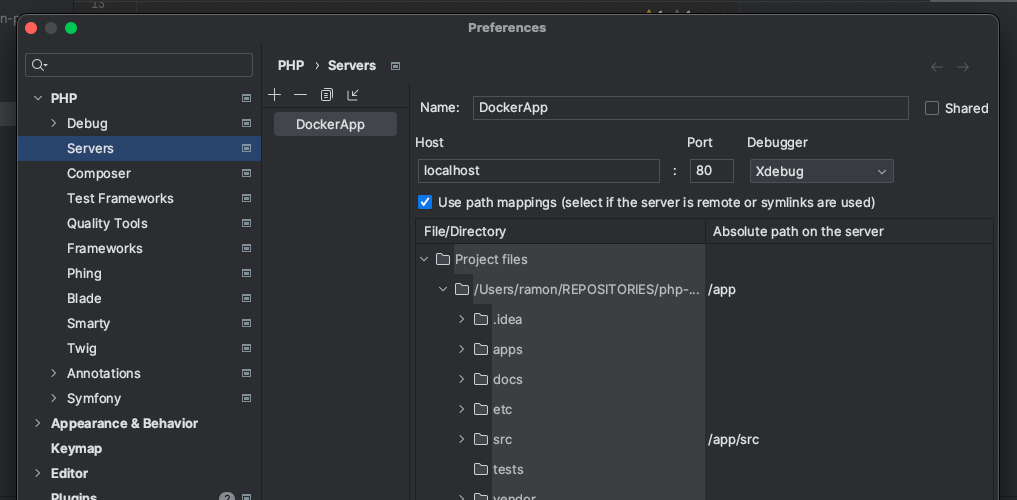 n-p
13
1
1
Preferences
PHP › Servers
PHP
Debug
Servers
Composer
Test Frameworks
Quality Tools
Frameworks
Phing
Blade
Smarty
Twig
Annotations
Symfony
Appearance & Behavior
Keymap
Editor
Plugins ?
DockerApp
Name: DockerApp Shared
Host Port Debugger
localhost : 80 Xdebug
Use path mappings (select if the server is remote or symlinks are used)
File/Directory Absolute path on the server
Project files
/Users/ramon/REPOSITORIES/php-... /app
.idea
apps
docs
etc
src /app/src
tests
vendor